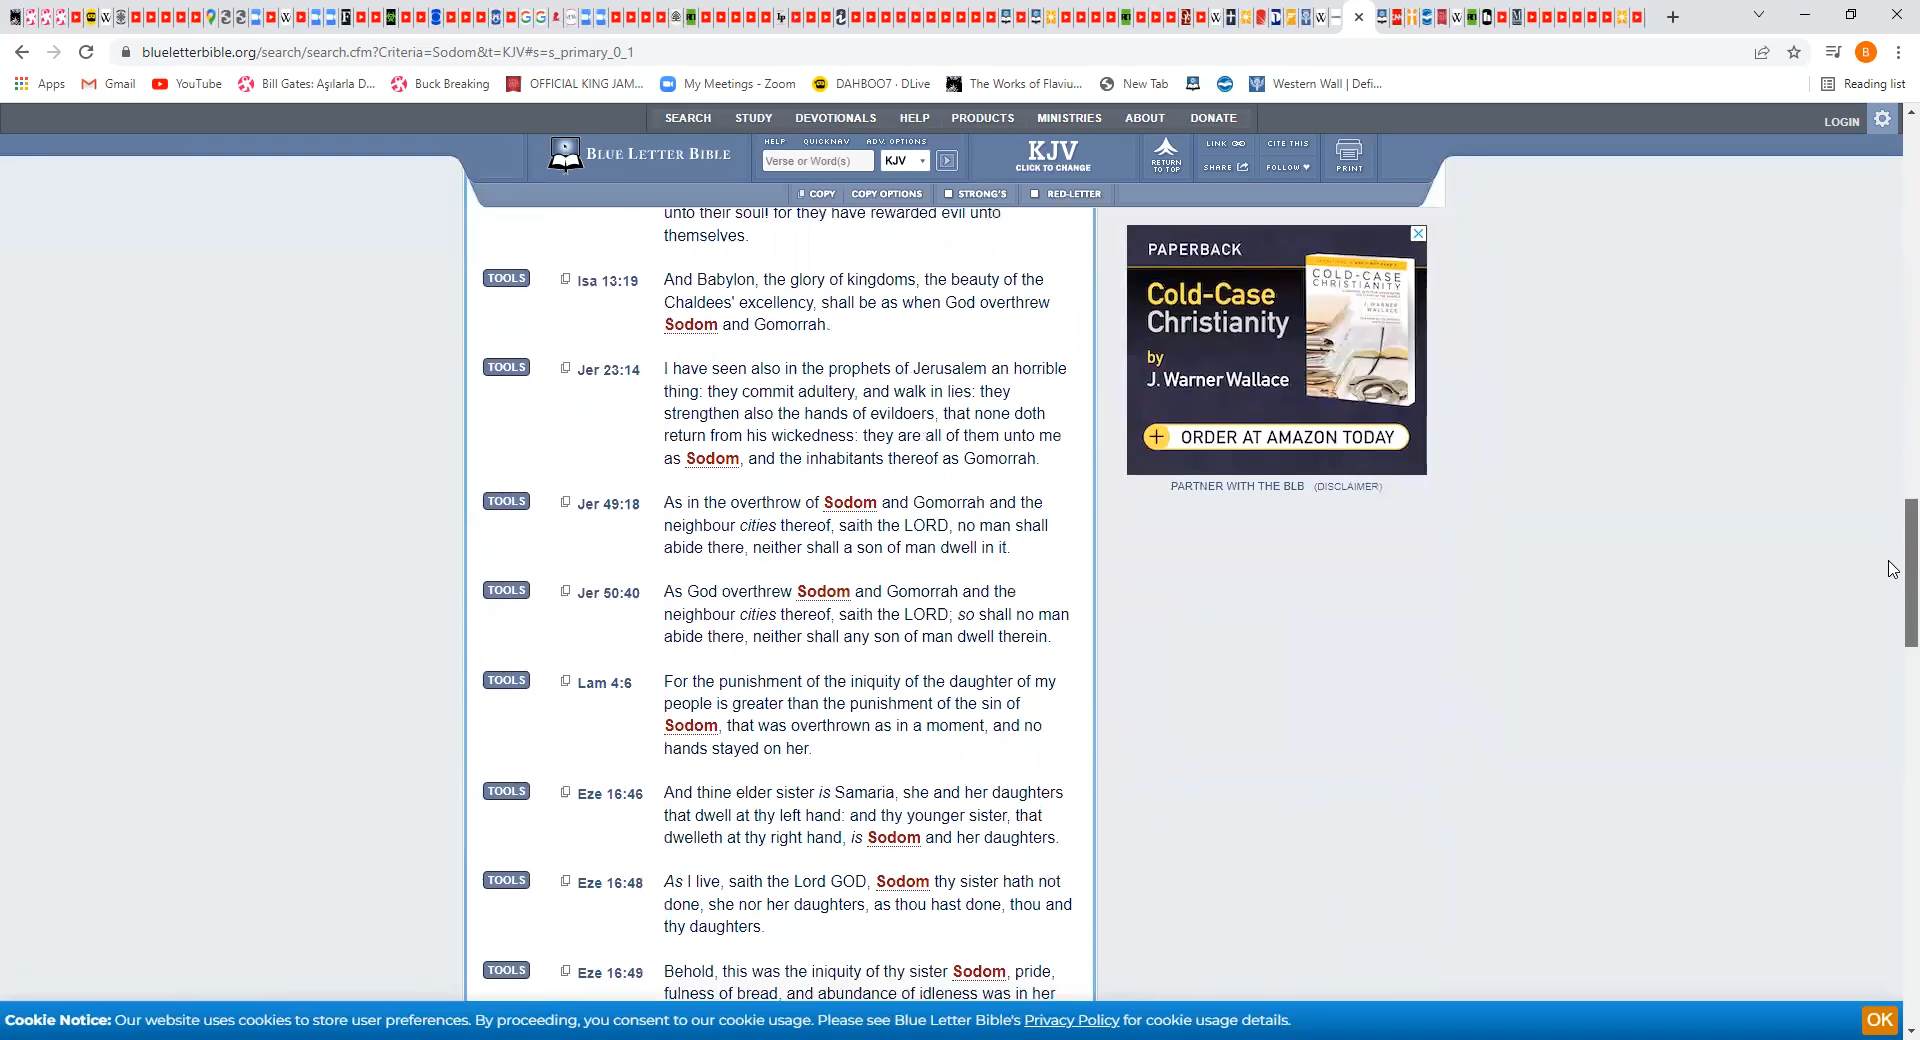 blueletterbible.org/search/search.cfm?Criteria=Sodom&t=KJV#s=s_primary_0_1
B
Apps Gmail YouTube Bill Gates: Aşılarla D... Buck Breaking OFFICIAL KING JAM... My Meetings - Zoom DAHBOO7 · DLive The Works of Flaviu... New Tab Western Wall | Defi... Reading list
SEARCH STUDY DEVOTIONALS HELP PRODUCTS MINISTRIES ABOUT DONATE
LOGIN
BLUE LETTER BIBLE
HELP QUICKNAV ADV. OPTIONS
Verse or Word(s) KJV
KJV
CLICK TO CHANGE
RETURN
TO TOP
LINK CITE THIS
SHARE FOLLOW
PRINT
COPY COPY OPTIONS STRONG'S RED-LETTER
unto their soul! for they have rewarded evil unto
themselves.
TOOLS Isa 13:19 And Babylon, the glory of kingdoms, the beauty of the
Chaldees' excellency, shall be as when God overthrew
Sodom and Gomorrah.
TOOLS Jer 23:14 I have seen also in the prophets of Jerusalem an horrible
thing: they commit adultery, and walk in lies: they
strengthen also the hands of evildoers, that none doth
return from his wickedness: they are all of them unto me
as Sodom, and the inhabitants thereof as Gomorrah.
TOOLS Jer 49:18 As in the overthrow of Sodom and Gomorrah and the
neighbour cities thereof, saith the LORD, no man shall
abide there, neither shall a son of man dwell in it.
TOOLS Jer 50:40 As God overthrew Sodom and Gomorrah and the
neighbour cities thereof, saith the LORD; so shall no man
abide there, neither shall any son of man dwell therein.
TOOLS Lam 4:6 For the punishment of the iniquity of the daughter of my
people is greater than the punishment of the sin of
Sodom, that was overthrown as in a moment, and no
hands stayed on her.
TOOLS Eze 16:46 And thine elder sister is Samaria, she and her daughters
that dwell at thy left hand: and thy younger sister, that
dwelleth at thy right hand, is Sodom and her daughters.
TOOLS Eze 16:48 As I live, saith the Lord GOD, Sodom thy sister hath not
done, she nor her daughters, as thou hast done, thou and
thy daughters.
TOOLS Eze 16:49 Behold, this was the iniquity of thy sister Sodom, pride,
fulness of bread, and abundance of idleness was in her
PAPERBACK
Cold-Case
Christianity
by
J. Warner Wallace
COLD-CASE
CHRISTIANITY
J. WARNER
WALLACE
ORDER AT AMAZON TODAY
PARTNER WITH THE BLB (DISCLAIMER)
Cookie Notice: Our website uses cookies to store user preferences. By proceeding, you consent to our cookie usage. Please see Blue Letter Bible's Privacy Policy for cookie usage details.
OK